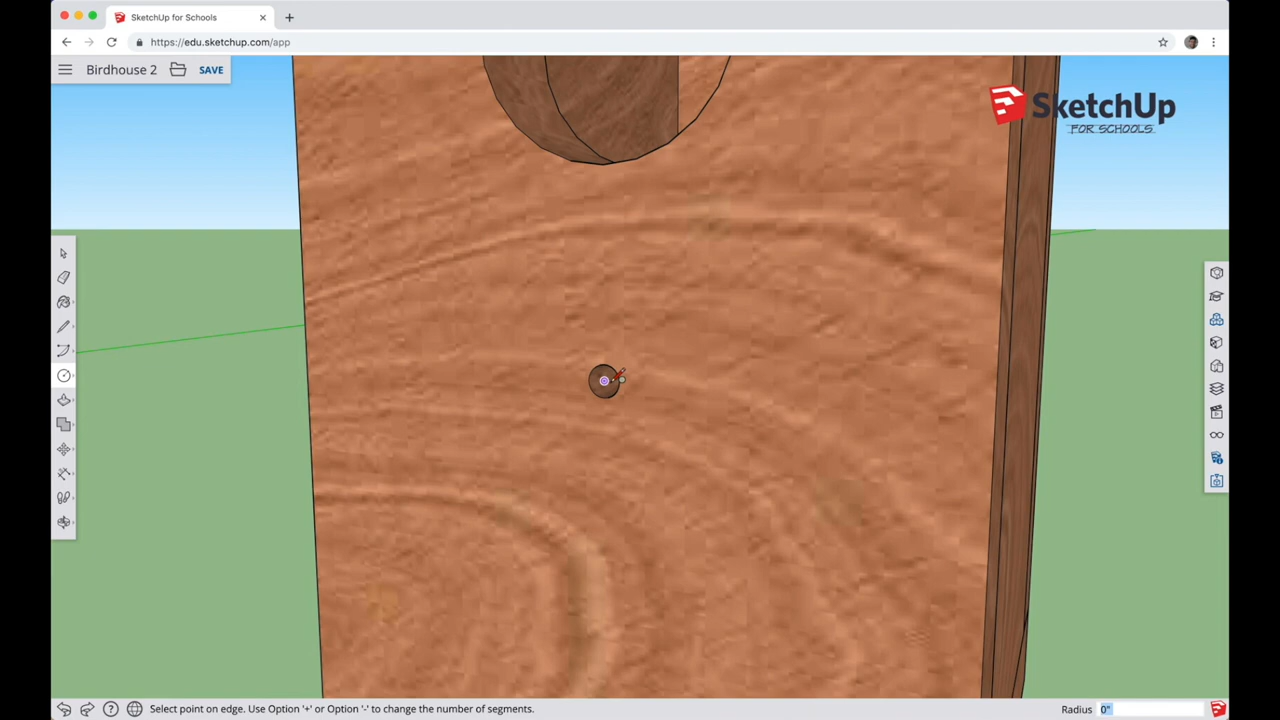 SketchUp for Schools
https://edu.sketchup.com/app
Birdhouse 2
SAVE
SketchUp
FOR SCHOOLS
Select point on edge. Use Option '+' or Option '-' to change the number of segments.
Radius 0"